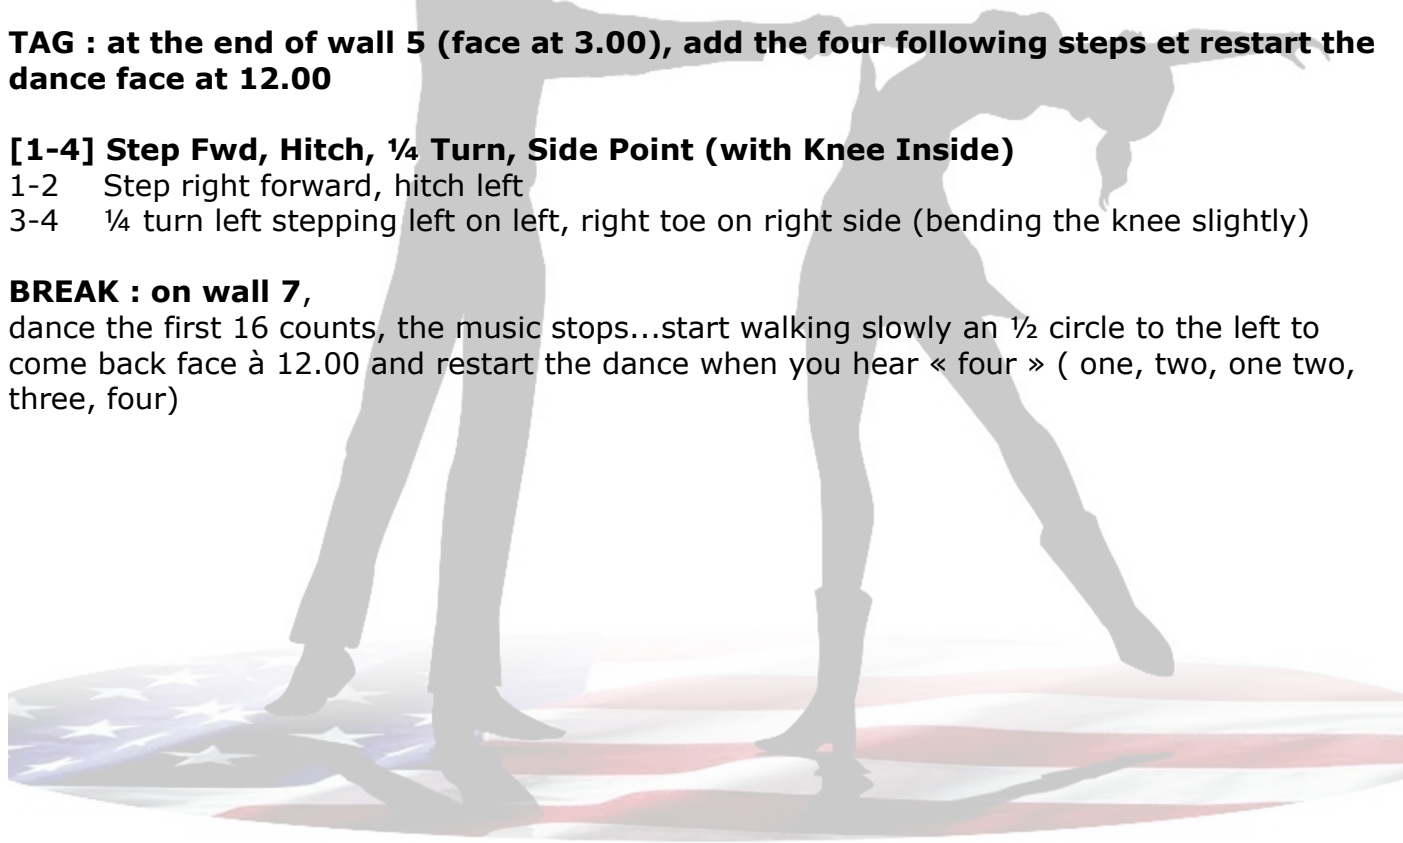 TAG : at the end of wall 5 (face at 3.00), add the four following steps et restart the
dance face at 12.00
[1-4] Step Fwd, Hitch, ¼ Turn, Side Point (with Knee Inside)
1-2 Step right forward, hitch left
3-4 ¼ turn left stepping left on left, right toe on right side (bending the knee slightly)
BREAK : on wall 7,
dance the first 16 counts, the music stops...start walking slowly an ½ circle to the left to
come back face à 12.00 and restart the dance when you hear « four » ( one, two, one two,
three, four)